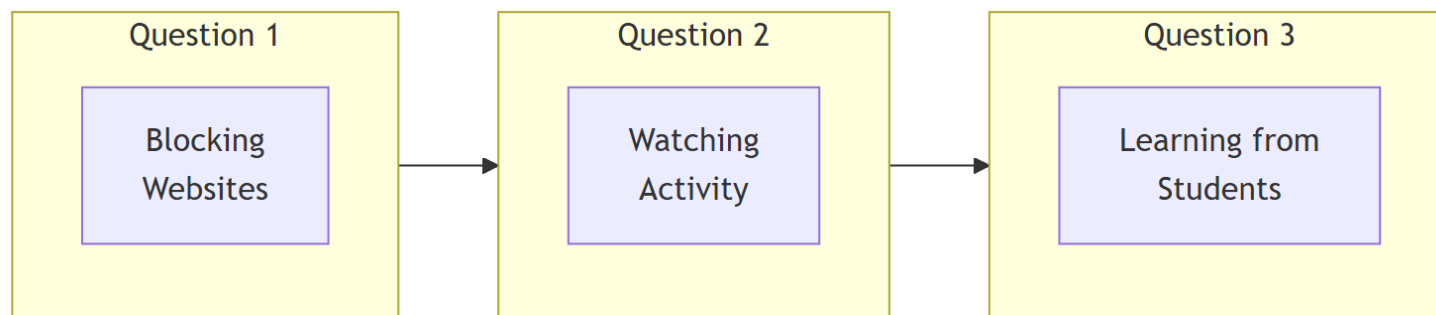 Question 1
Blocking
Websites
Question 2
Watching
Activity
Question 3
Learning from
Students